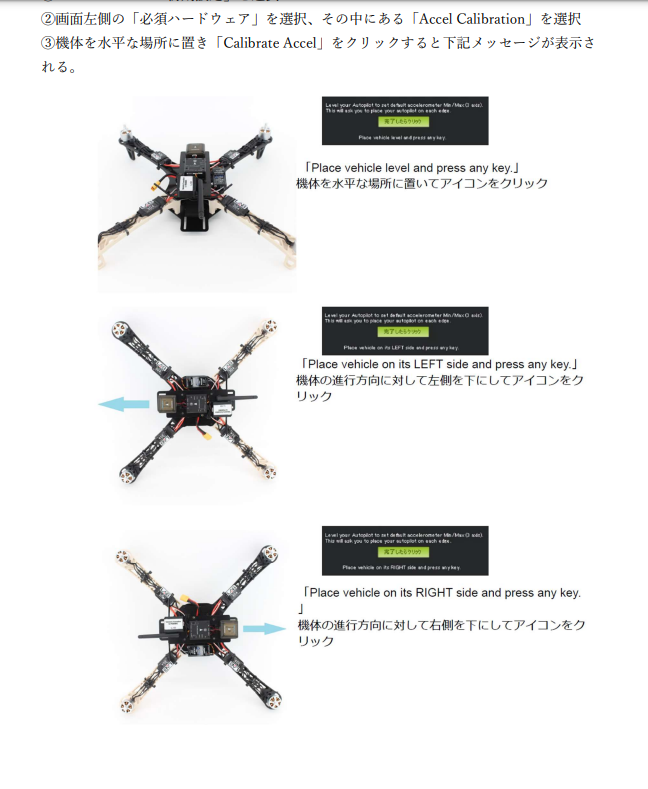 ②画面左側の「必須ハードウェア」を選択、その中にある「Accel Calibration」を選択
③機体を水平な場所に置き「Calibrate Accel」をクリックすると下記メッセージが表示さ
れる。
Level your Autopilot to set default accelerometer Min/Max (3 axis).
This will ask you to place your autopilot on each edge.
完了したらクリック
Place vehicle level and press any key.
「Place vehicle level and press any key.」
機体を水平な場所に置いてアイコンをクリック
Level your Autopilot to set default accelerometer Min/Max (3 axis).
This will ask you to place your autopilot on each edge.
完了したらクリック
Place vehicle on its LEFT side and press any key.
「Place vehicle on its LEFT side and press any key.」
機体の進行方向に対して左側を下にしてアイコンをク
リック
Level your Autopilot to set default accelerometer Min/Max (3 axis).
This will ask you to place your autopilot on each edge.
完了したらクリック
Place vehicle on its RIGHT side and press any key.
「Place vehicle on its RIGHT side and press any key.
」
機体の進行方向に対して右側を下にしてアイコンをク
リック